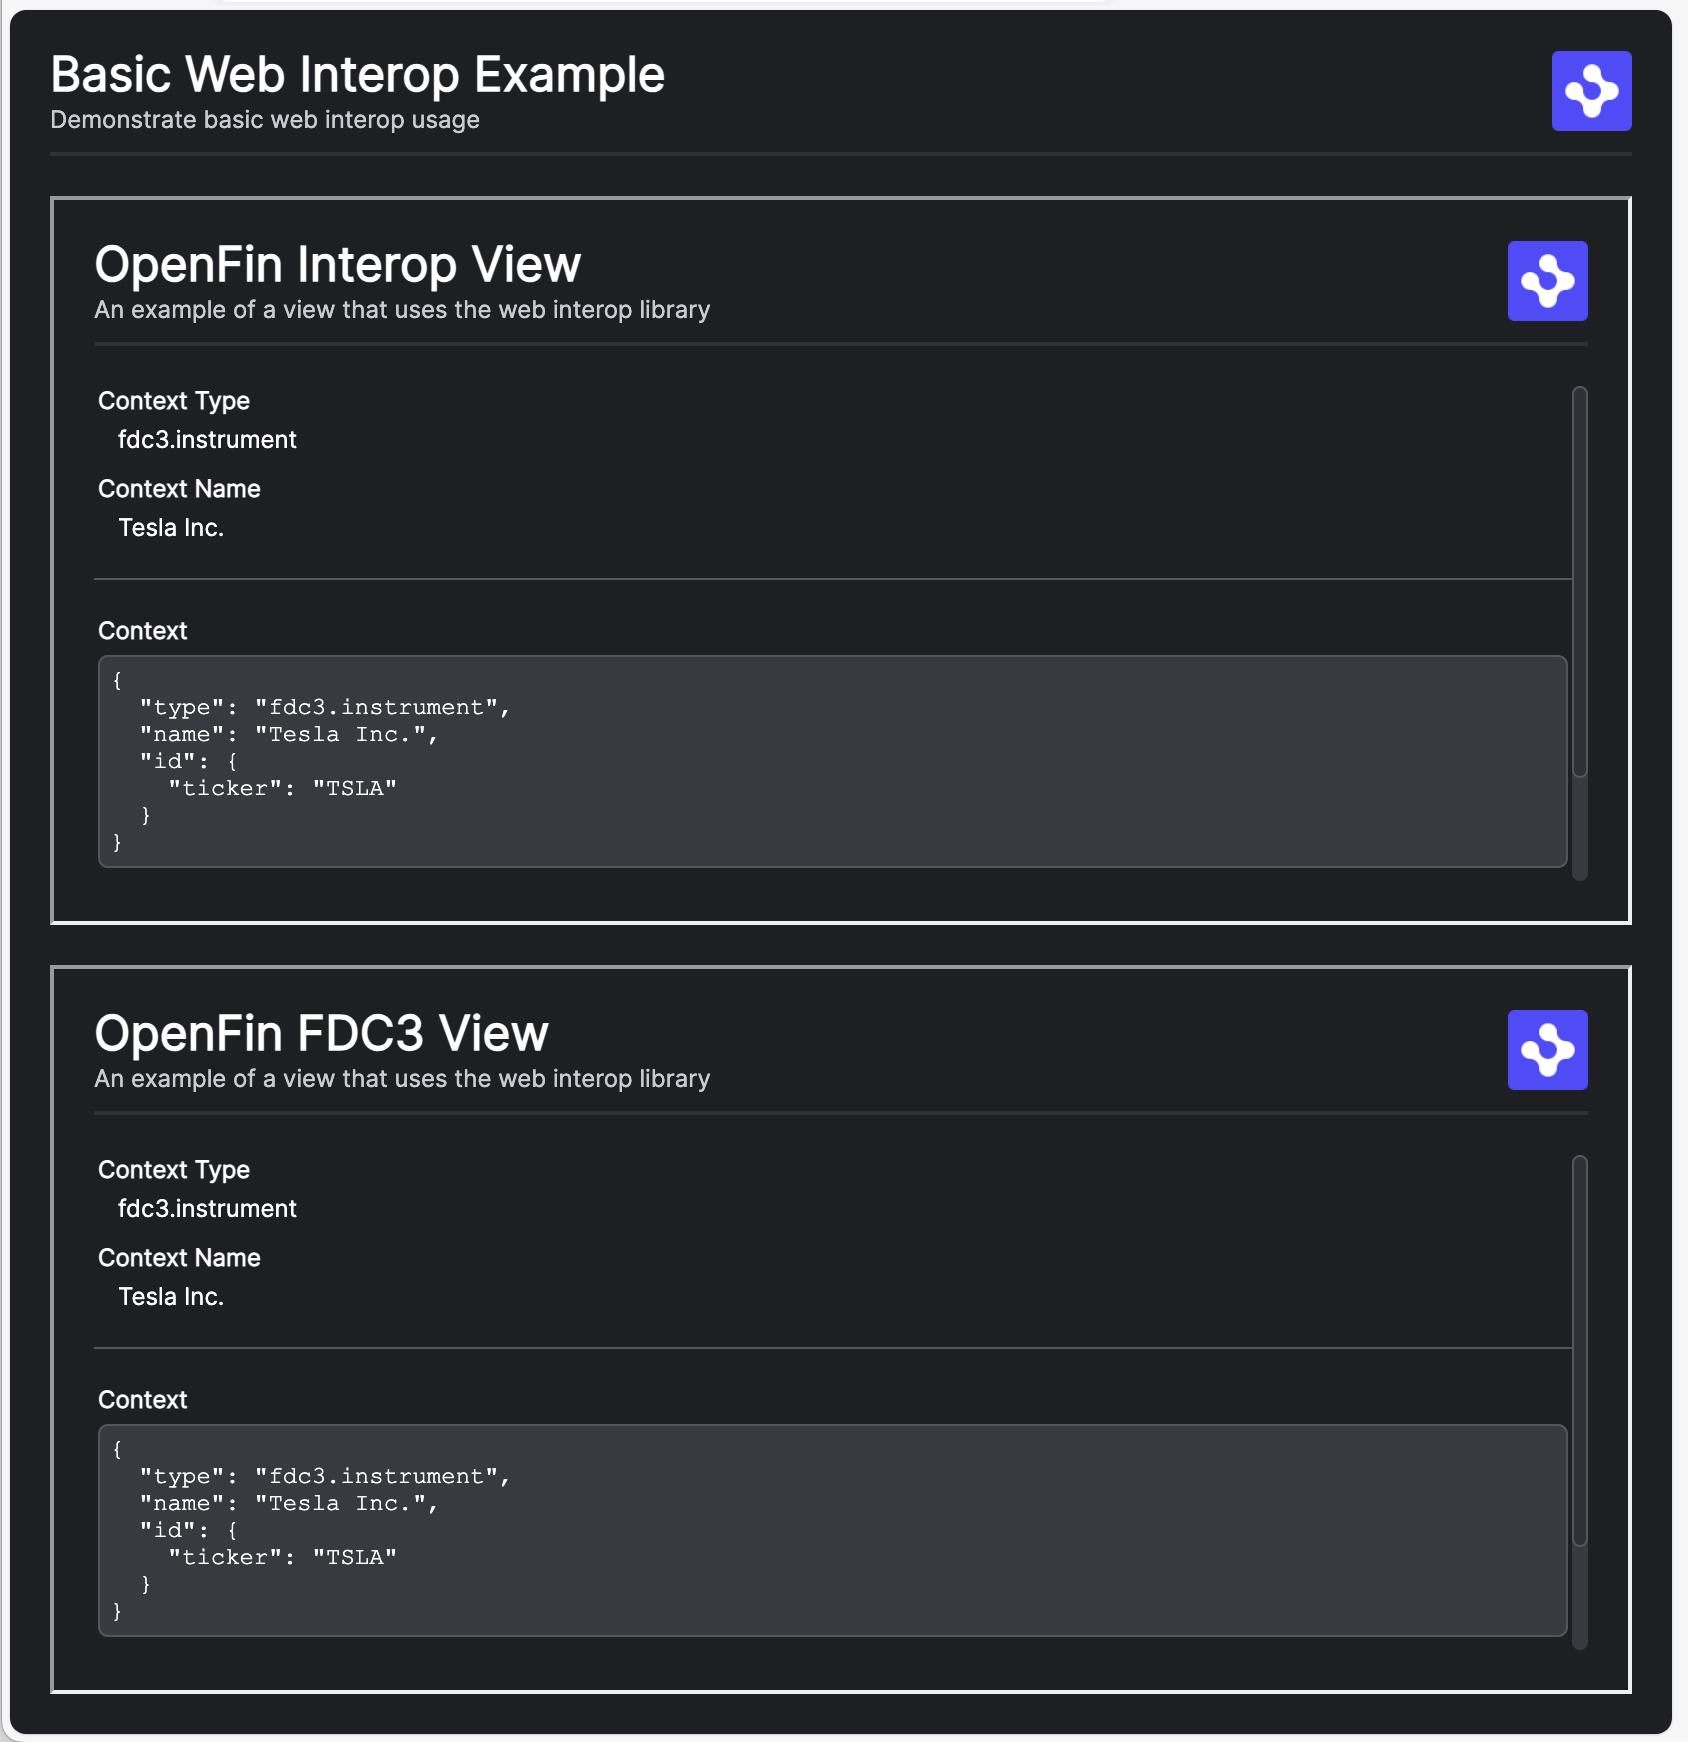 Basic Web Interop Example
Demonstrate basic web interop usage
OpenFin Interop View
An example of a view that uses the web interop library
Context Type
fdc3.instrument
Context Name
Tesla Inc.
Context
{
  "type": "fdc3.instrument",
  "name": "Tesla Inc.",
  "id": {
    "ticker": "TSLA"
  }
}
OpenFin FDC3 View
An example of a view that uses the web interop library
Context Type
fdc3.instrument
Context Name
Tesla Inc.
Context
{
  "type": "fdc3.instrument",
  "name": "Tesla Inc.",
  "id": {
    "ticker": "TSLA"
  }
}